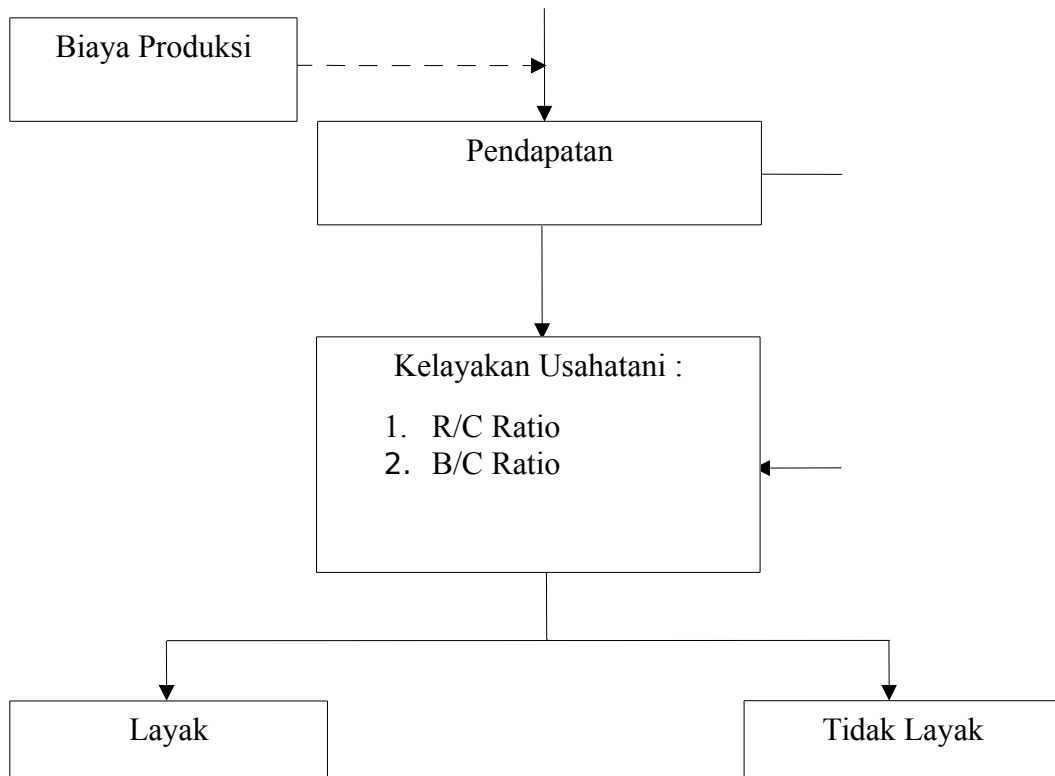 Biaya Produksi
Pendapatan
Kelayakan Usahatani :
1. R/C Ratio
2. B/C Ratio
Layak
Tidak Layak